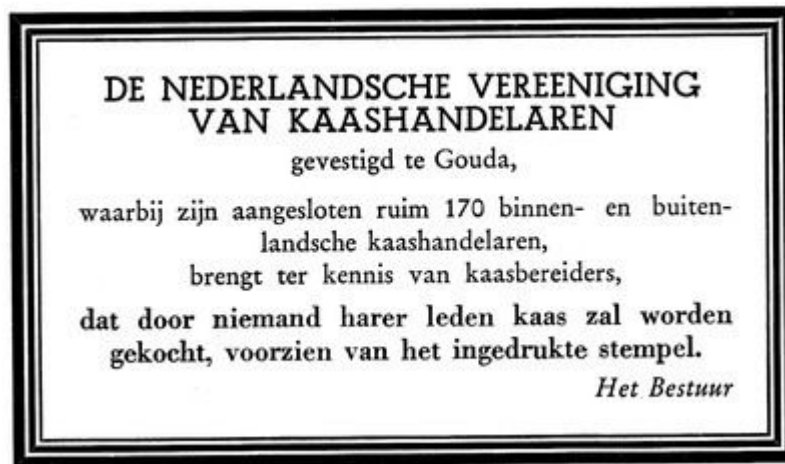 DE NEDERLANDSCHE VEREENIGING
VAN KAASHANDELAREN
gevestigd te Gouda,
waarbij zijn aangesloten ruim 170 binnen- en buiten-
landsche kaashandelaren,
brengt ter kennis van kaasbereiders,
dat door niemand harer leden kaas zal worden
gekocht, voorzien van het ingedrukte stempel.
Het Bestuur